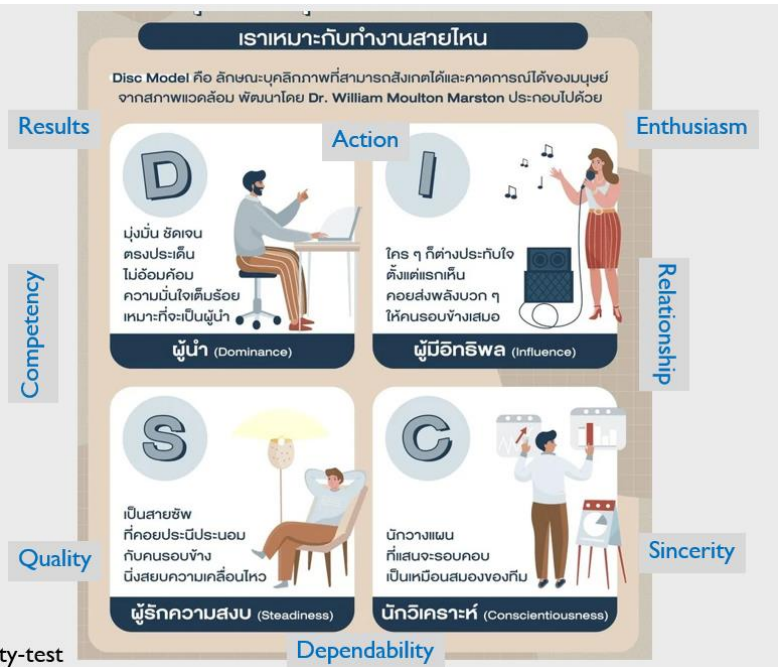 เราเหมาะกับทำงานสายไหน
Disc Model คือ ลักษณะบุคลิกภาพที่สามารถสังเกตได้และคาดการณ์ได้ของมนุษย์
จากสภาพแวดล้อม พัฒนาโดย Dr. William Moulton Marston ประกอบไปด้วย
Results
Action
Enthusiasm
D
มุ่งมั่น ชัดเจน
ตรงประเด็น
ไม่อ้อมค้อม
ความมั่นใจเต็มร้อย
เหมาะที่จะเป็นผู้นำ
ผู้นำ (Dominance)
I
ใคร ๆ ก็ต่างประทับใจ
ตั้งแต่แรกเห็น
คอยส่งพลังบวก ๆ
ให้คนรอบข้างเสมอ
ผู้มีอิทธิพล (Influence)
Competency
Relationship
S
เป็นสายซัพ
ที่คอยประนีประนอม
กับคนรอบข้าง
นิ่งสยบความเคลื่อนไหว
ผู้รักความสงบ (Steadiness)
C
นักวางแผน
ที่แสนจะรอบคอบ
เป็นเหมือนสมองของทีม
นักวิเคราะห์ (Conscientiousness)
Quality
Sincerity
Dependability
ty-test